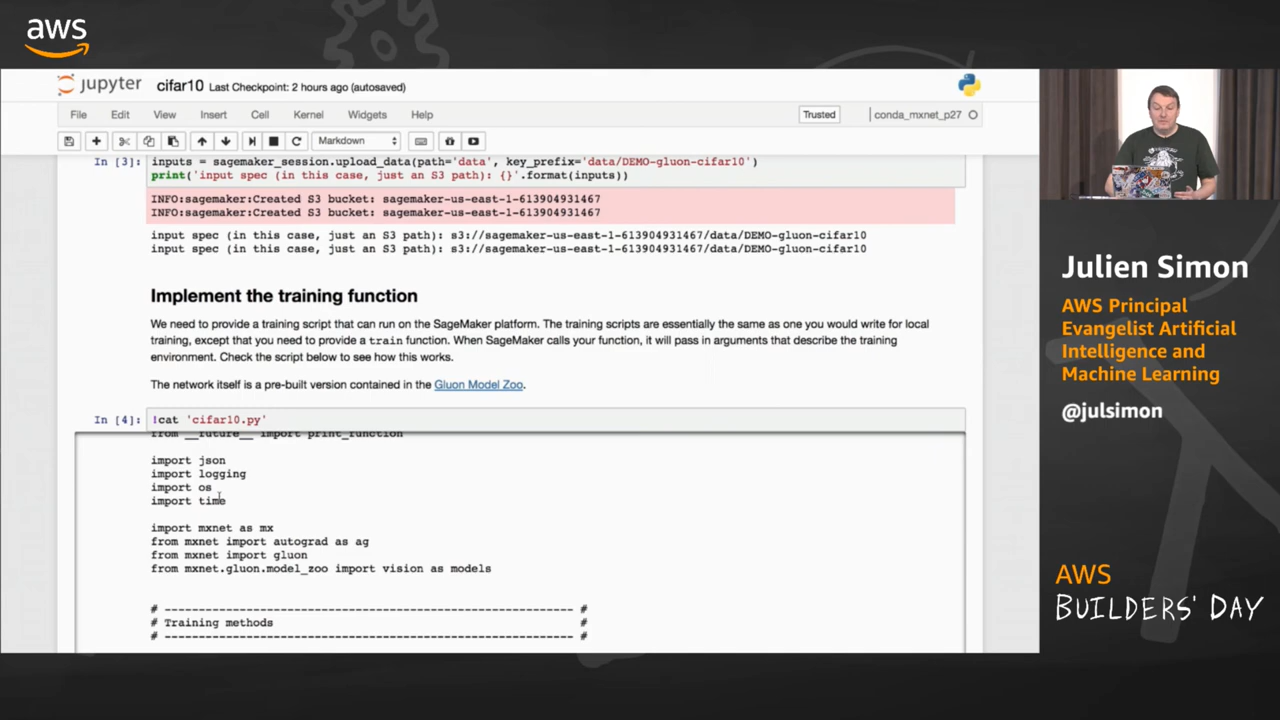 aws
jupyter cifar10 Last Checkpoint: 2 hours ago (autosaved)
File Edit View Insert Cell Kernel Widgets Help Trusted conda_mxnet_p27
Markdown
In [3]: inputs = sagemaker_session.upload_data(path='data', key_prefix='data/DEMO-gluon-cifar10')
print('input spec (in this case, just an S3 path): {}'.format(inputs))
INFO:sagemaker:Created S3 bucket: sagemaker-us-east-1-613904931467
INFO:sagemaker:Created S3 bucket: sagemaker-us-east-1-613904931467
input spec (in this case, just an S3 path): s3://sagemaker-us-east-1-613904931467/data/DEMO-gluon-cifar10
input spec (in this case, just an S3 path): s3://sagemaker-us-east-1-613904931467/data/DEMO-gluon-cifar10
Implement the training function
We need to provide a training script that can run on the SageMaker platform. The training scripts are essentially the same as one you would write for local
training, except that you need to provide a train function. When SageMaker calls your function, it will pass in arguments that describe the training
environment. Check the script below to see how this works.
The network itself is a pre-built version contained in the Gluon Model Zoo.
In [4]: !cat 'cifar10.py'
from __future__ import print_function
import json
import logging
import os
import time
import mxnet as mx
from mxnet import autograd as ag
from mxnet import gluon
from mxnet.gluon.model_zoo import vision as models
# ------------------------------------------------------------ #
# Training methods #
# ------------------------------------------------------------ #
Julien Simon
AWS Principal
Evangelist Artificial
Intelligence and
Machine Learning
@julsimon
AWS
BUILDERS' DAY